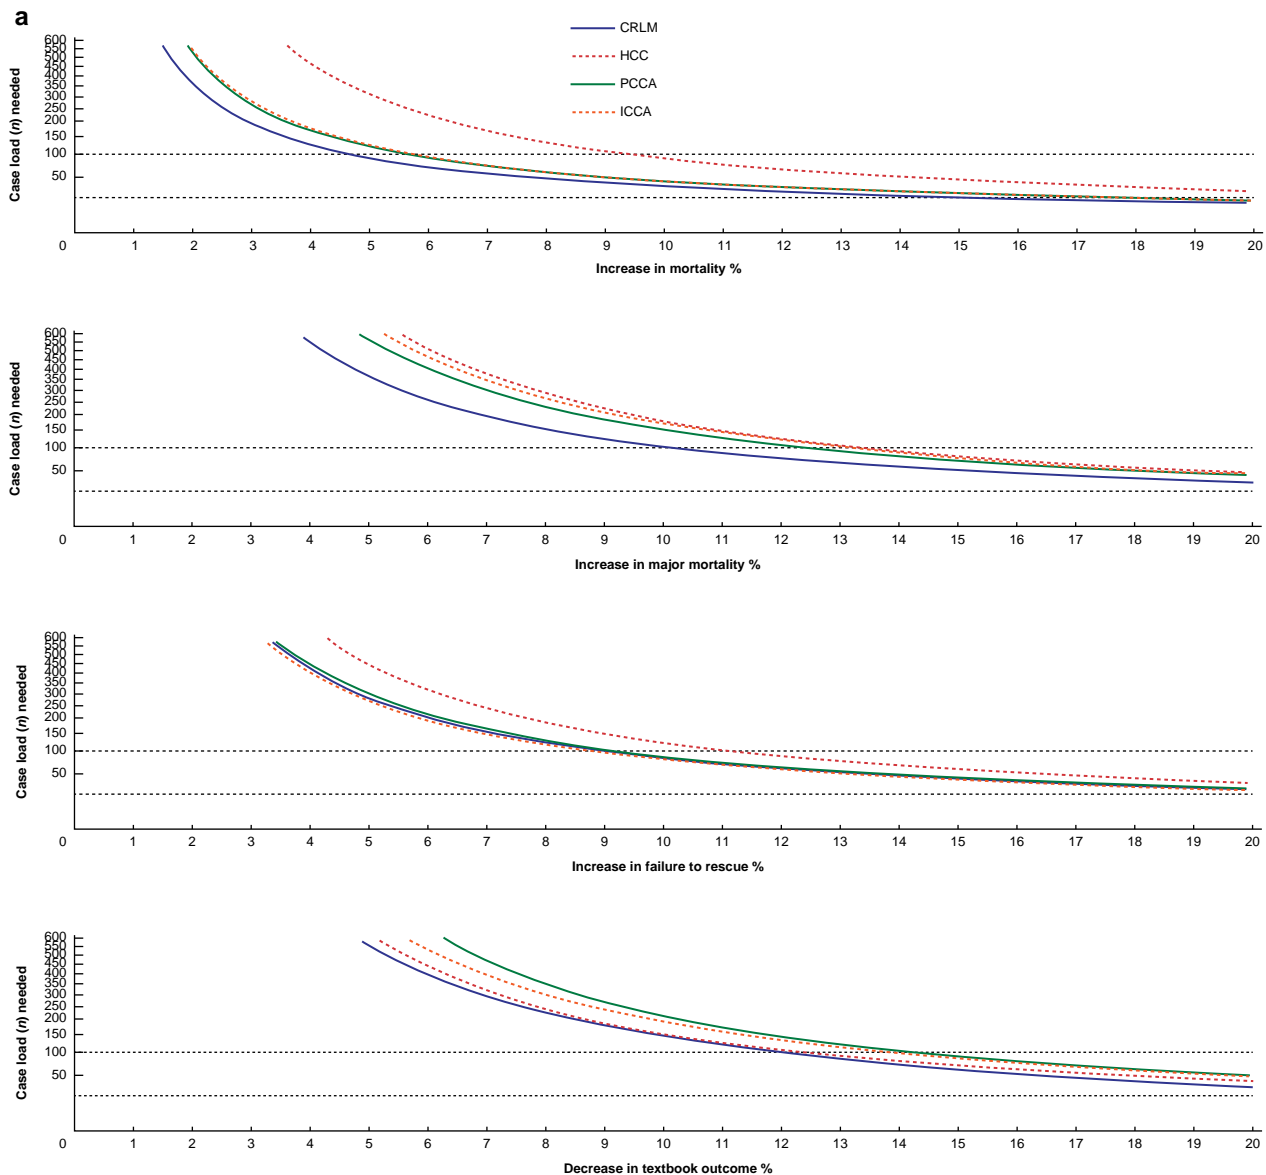 a
CRLM
HCC
PCCA
ICCA
Case load (n) needed
600
550
500
450
400
350
300
250
200
150
100
50
0 1 2 3 4 5 6 7 8 9 10 11 12 13 14 15 16 17 18 19 20
Increase in mortality %
Case load (n) needed
600
550
500
450
400
350
300
250
200
150
100
50
0 1 2 3 4 5 6 7 8 9 10 11 12 13 14 15 16 17 18 19 20
Increase in major mortality %
Case load (n) needed
600
550
500
450
400
350
300
250
200
150
100
50
0 1 2 3 4 5 6 7 8 9 10 11 12 13 14 15 16 17 18 19 20
Increase in failure to rescue %
Case load (n) needed
600
550
500
450
400
350
300
250
200
150
100
50
0 1 2 3 4 5 6 7 8 9 10 11 12 13 14 15 16 17 18 19 20
Decrease in textbook outcome %